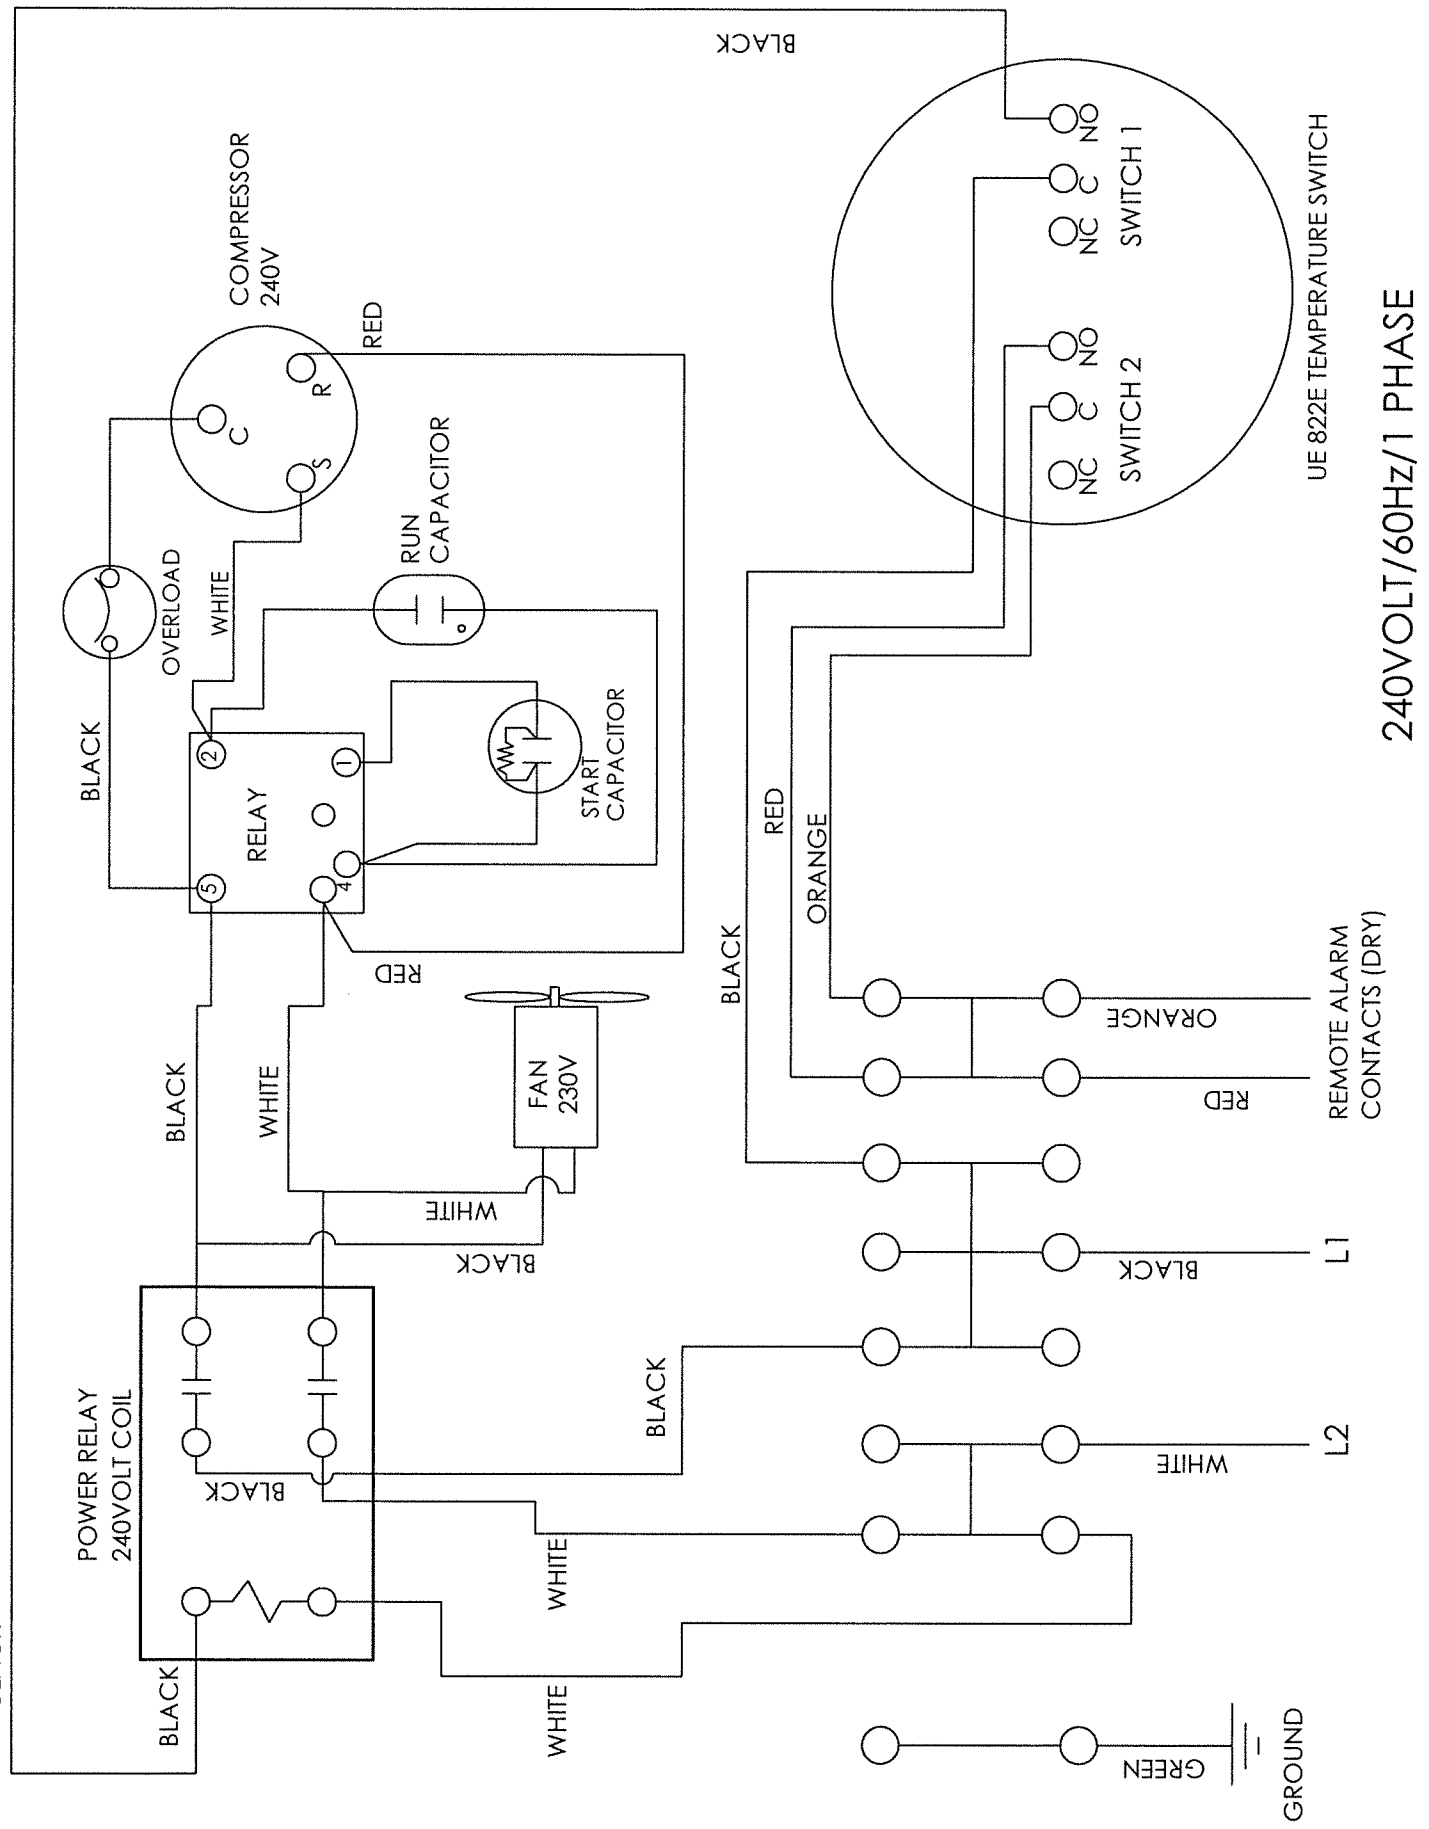 POWER RELAY
240VOLT COIL
BLACK
BLACK
WHITE
WHITE
BLACK
BLACK
WHITE
BLACK
WHITE
FAN
230V
BLACK
RELAY
5
2
4
1
RED
OVERLOAD
WHITE
START
CAPACITOR
RUN
CAPACITOR
COMPRESSOR
240V
C
S
R
RED
BLACK
BLACK
RED
ORANGE
NC
C
NO
SWITCH 2
NC
C
NO
SWITCH 1
UE 822E TEMPERATURE SWITCH
GREEN
GROUND
WHITE
L2
BLACK
L1
RED
ORANGE
REMOTE ALARM
CONTACTS (DRY)
240VOLT/60Hz/1 PHASE